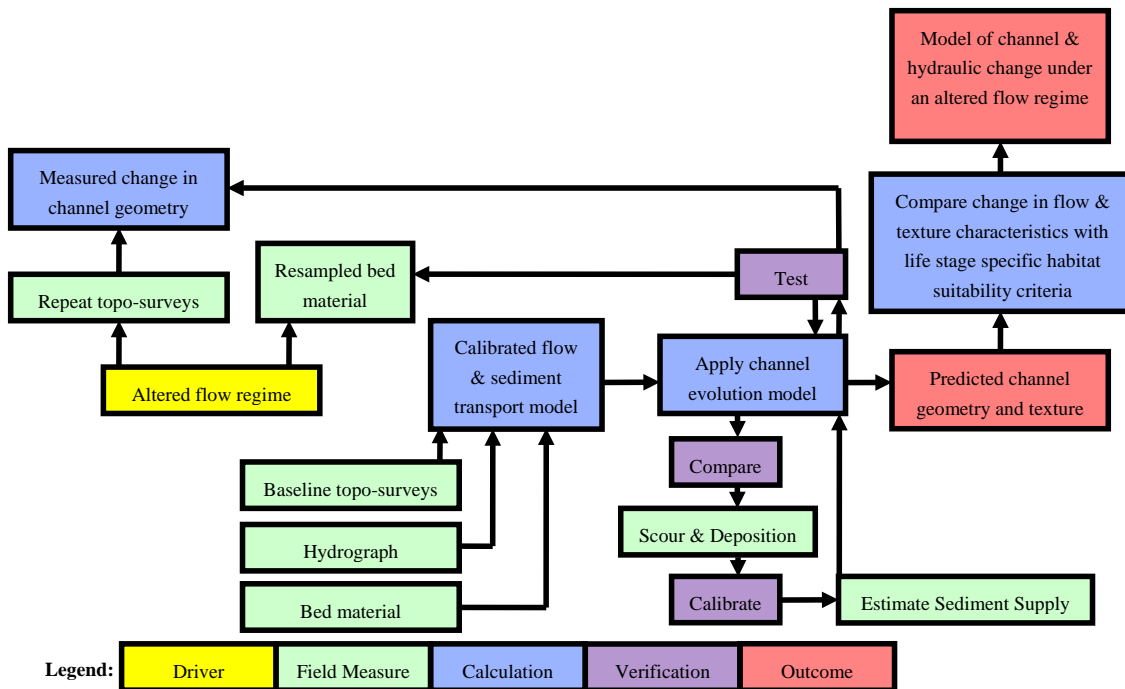 Model of channel &
hydraulic change under
an altered flow regime
Measured change in
channel geometry
Compare change in flow &
texture characteristics with
life stage specific habitat
suitability criteria
Resampled bed
material
Test
Repeat topo-surveys
Calibrated flow
& sediment
transport model
Apply channel
evolution model
Predicted channel
geometry and texture
Altered flow regime
Compare
Baseline topo-surveys
Scour & Deposition
Hydrograph
Calibrate
Estimate Sediment Supply
Bed material
Legend: Driver Field Measure Calculation Verification Outcome